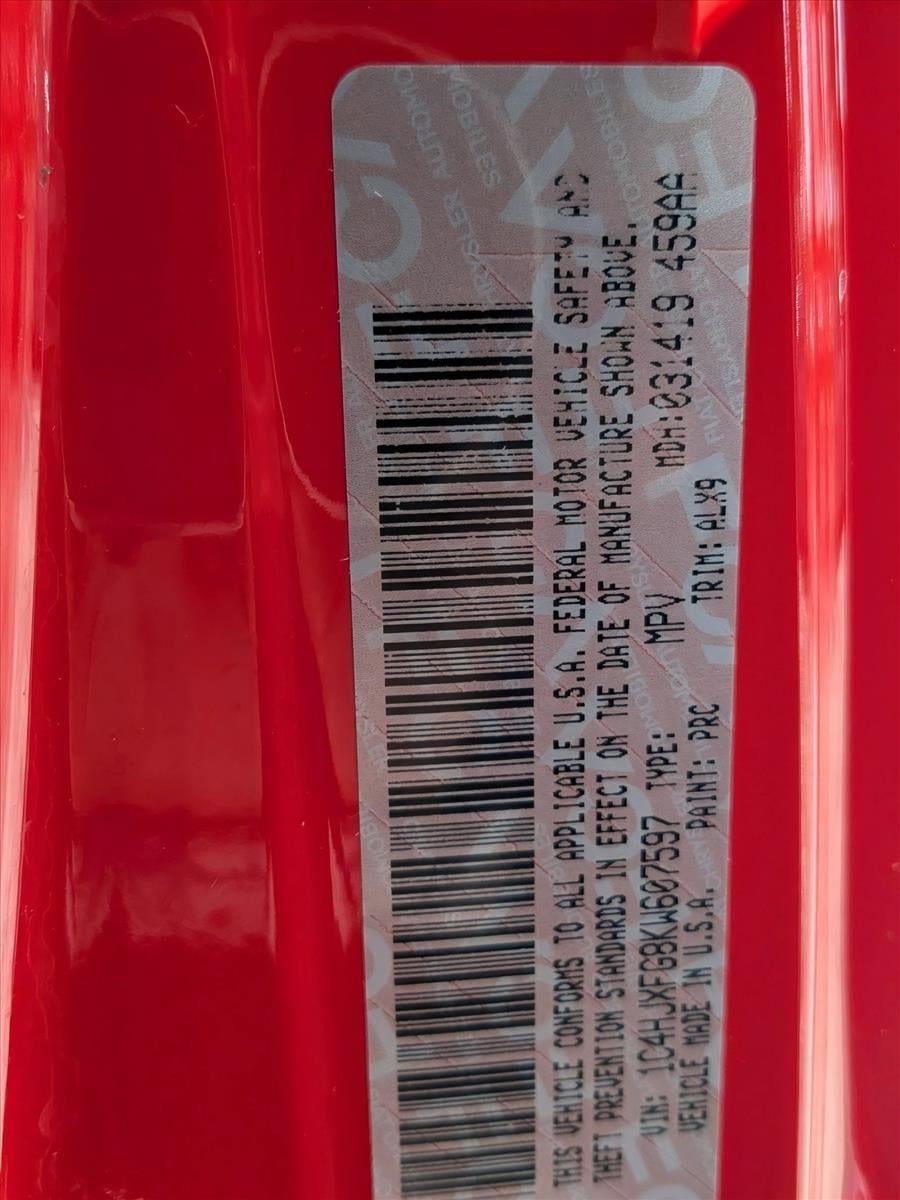 THIS VEHICLE CONFORMS TO ALL APPLICABLE U.S.A. FEDERAL MOTOR VEHICLE SAFETY AND
THEFT PREVENTION STANDARDS IN EFFECT ON THE DATE OF MANUFACTURE SHOWN ABOVE.
VIN: 1C4HJXFG8KW607597 TYPE: MPV MDH:031419 459AA
VEHICLE MADE IN U.S.A. PAINT: PRC TRIM: ALX9